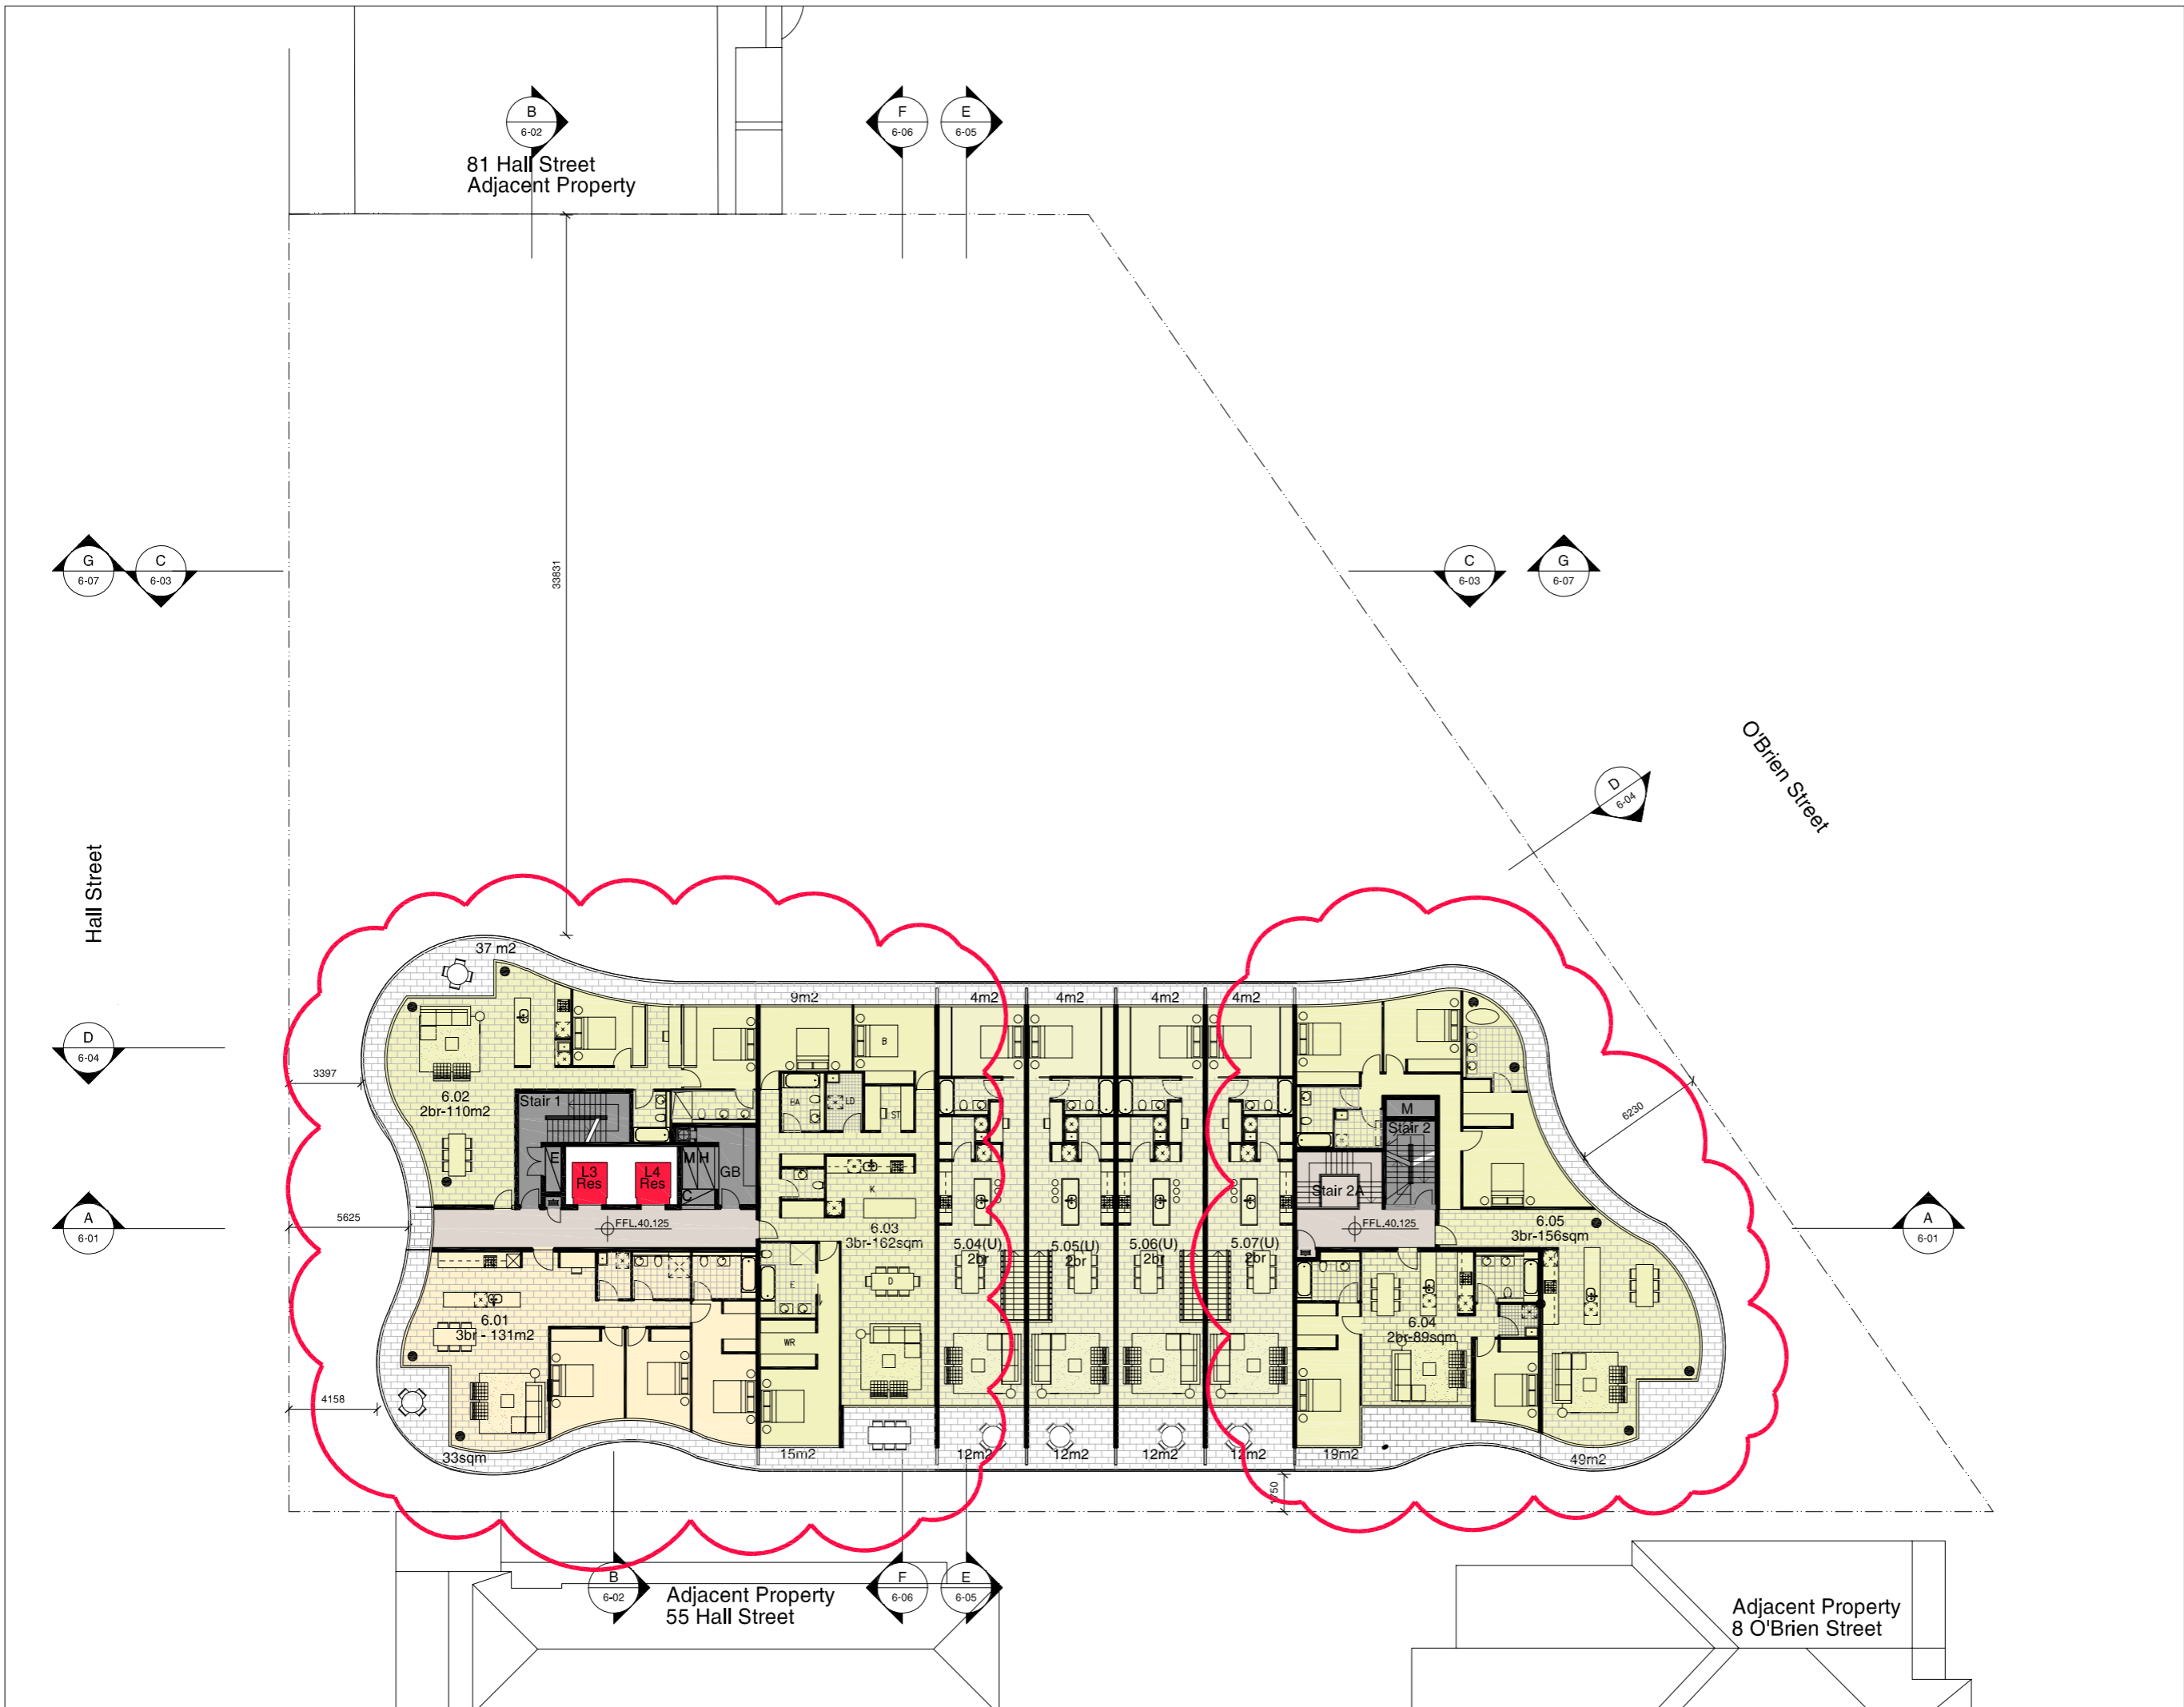 B
6-02
F
6-06
E
6-05
81 Hall Street
Adjacent Property
33831
G
6-07
C
6-03
C
6-03
G
6-07
O'Brien Street
D
6-04
Hall Street
37 m2
9m2
4m2
4m2
4m2
4m2
D
6-04
3397
B
6230
6.02
2br-110m2
Stair 1
BA
LD
ST
M
Stair 2
E
L3
Res
L4
Res
M H
GB
C
K
Stair 2A
A
6-01
5625
FFL.40.125
6.03
3br-162sqm
FFL.40.125
6.05
3br-156sqm
A
6-01
5.04(U)
2br
5.05(U)
2br
5.06(U)
2br
5.07(U)
2br
E
D
6.01
3br - 131m2
WR
6.04
2br-89sqm
4158
33sqm
15m2
12m2
12m2
12m2
12m2
19m2
49m2
B
6-02
Adjacent Property
55 Hall Street
F
6-06
E
6-05
Adjacent Property
8 O'Brien Street